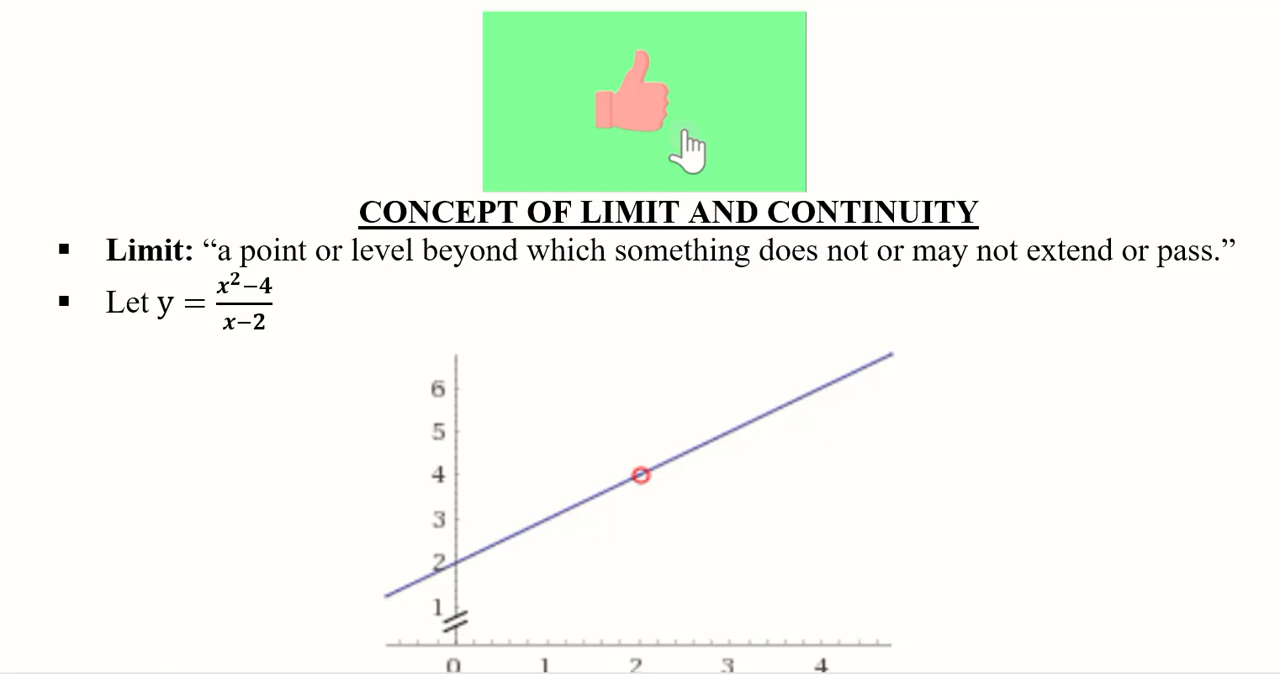 CONCEPT OF LIMIT AND CONTINUITY
▪ Limit: “a point or level beyond which something does not or may not extend or pass.”
▪ Let y = (x²−4)/(x−2)
6
5
4
3
2
1
0 1 2 3 4